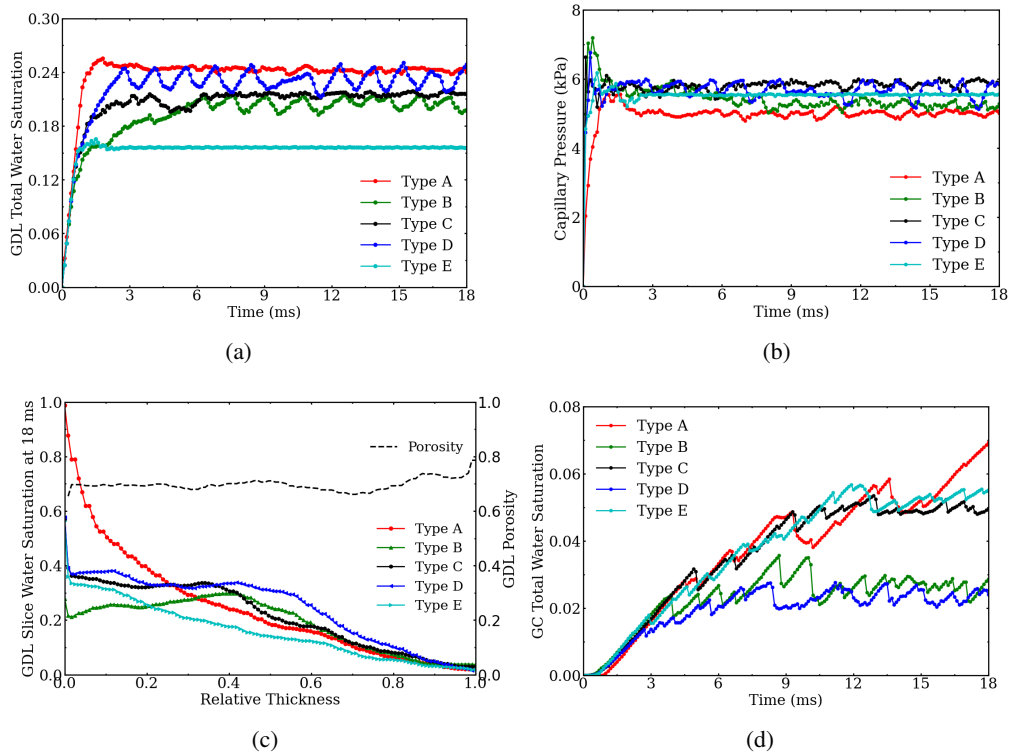 0.30
0.24
0.18
0.12
0.06
0.00
GDL Total Water Saturation
0 3 6 9 12 15 18
Time (ms)
Type A
Type B
Type C
Type D
Type E
(a)
8
6
4
2
0
Capillary Pressure (kPa)
0 3 6 9 12 15 18
Time (ms)
Type A
Type B
Type C
Type D
Type E
(b)
1.0
0.8
0.6
0.4
0.2
0.0
GDL Slice Water Saturation at 18 ms
0.0 0.2 0.4 0.6 0.8 1.0
Relative Thickness
1.0
0.8
0.6
0.4
0.2
0.0
GDL Porosity
Porosity
Type A
Type B
Type C
Type D
Type E
(c)
0.08
0.06
0.04
0.02
0.00
GC Total Water Saturation
0 3 6 9 12 15 18
Time (ms)
Type A
Type B
Type C
Type D
Type E
(d)